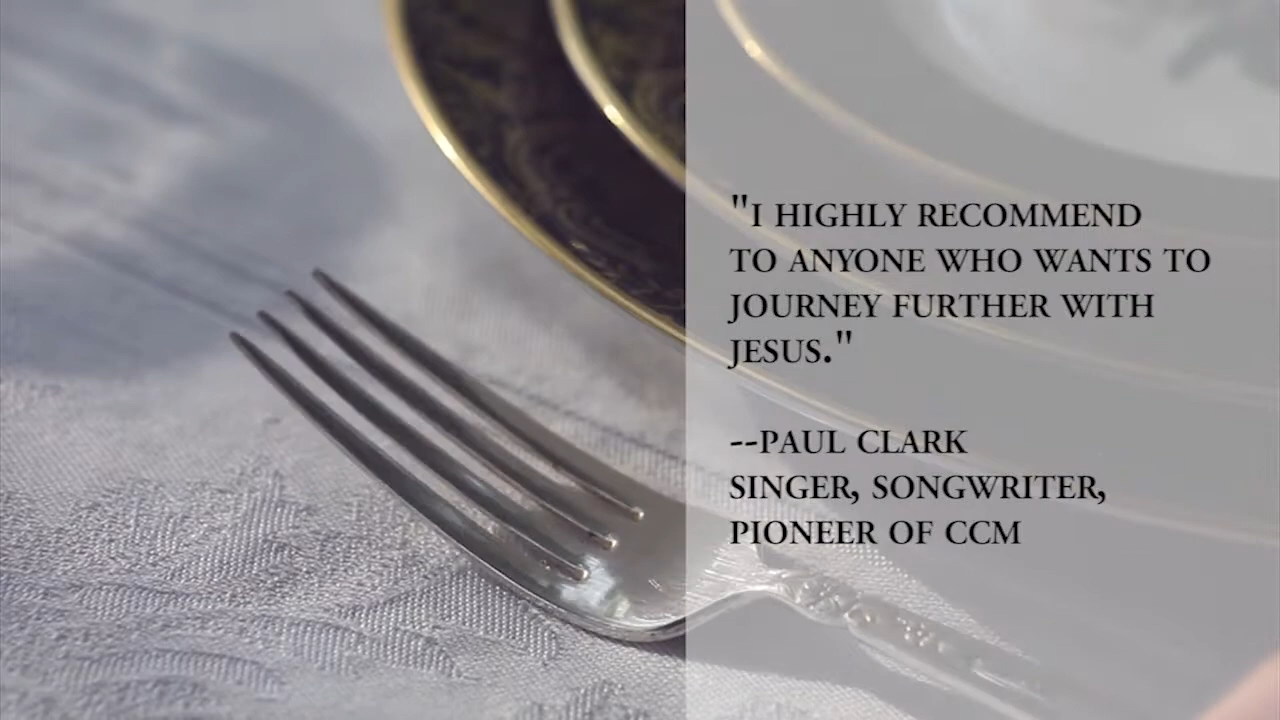 "I HIGHLY RECOMMEND
TO ANYONE WHO WANTS TO
JOURNEY FURTHER WITH
JESUS."
--PAUL CLARK
SINGER, SONGWRITER,
PIONEER OF CCM